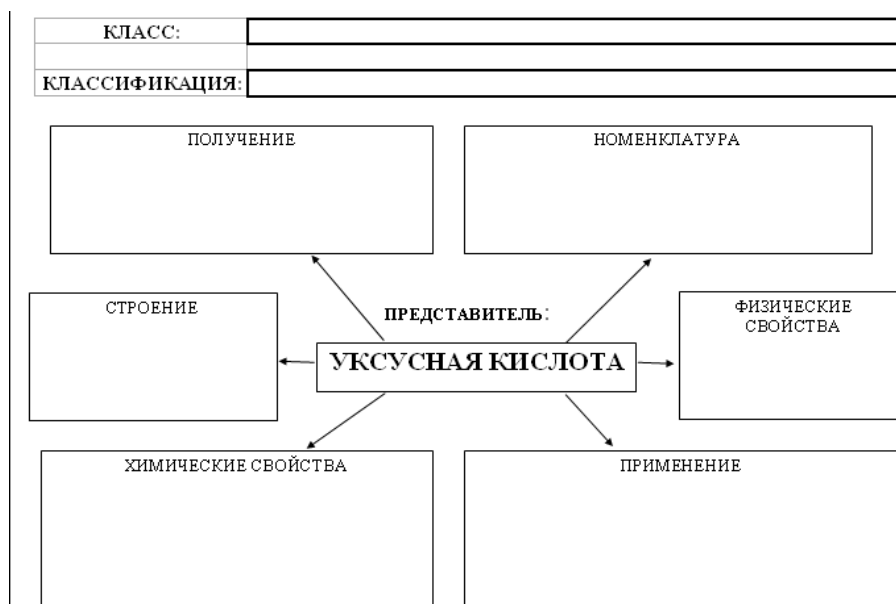 КЛАСС:
КЛАССИФИКАЦИЯ:
ПОЛУЧЕНИЕ
НОМЕНКЛАТУРА
СТРОЕНИЕ
ПРЕДСТАВИТЕЛЬ:
УКСУСНАЯ КИСЛОТА
ФИЗИЧЕСКИЕ
СВОЙСТВА
ХИМИЧЕСКИЕ СВОЙСТВА
ПРИМЕНЕНИЕ